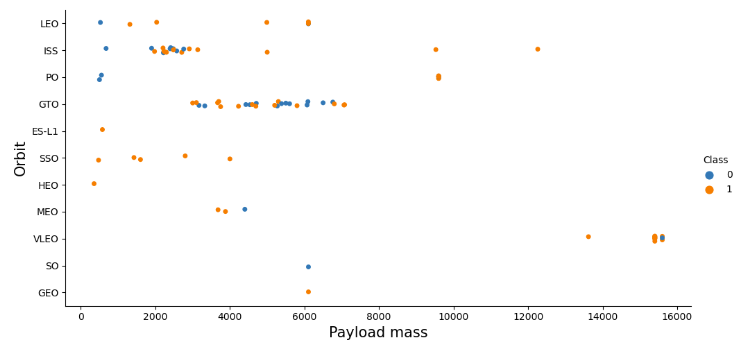 LEO
ISS
PO
GTO
ES-L1
SSO
HEO
MEO
VLEO
SO
GEO
Orbit
0 2000 4000 6000 8000 10000 12000 14000 16000
Payload mass
Class
0
1